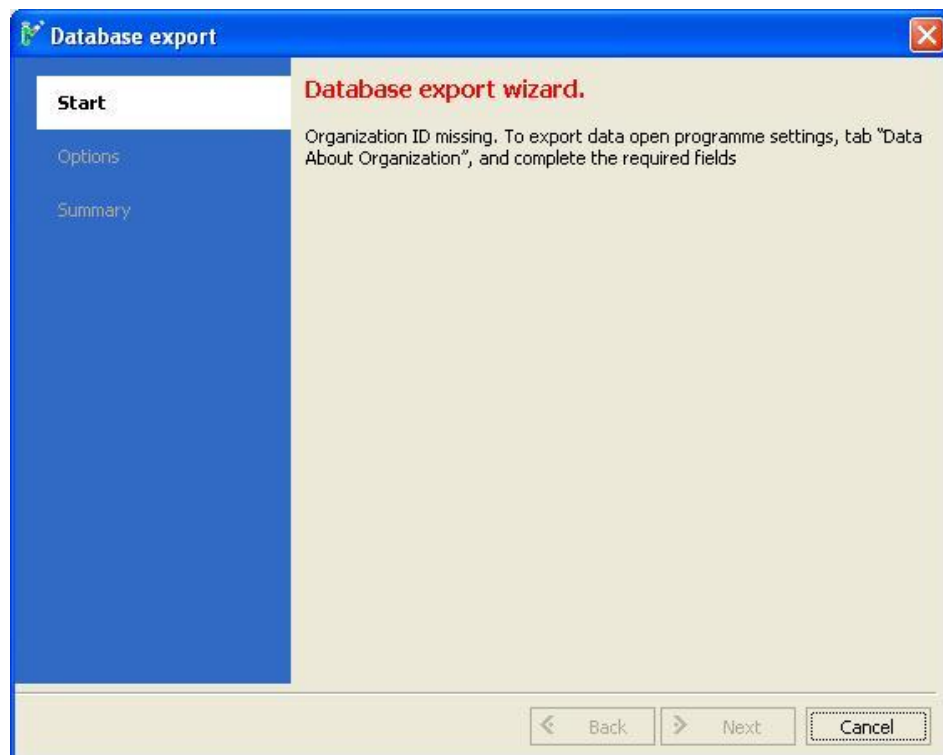 Database export
Start
Options
Summary
Database export wizard.
Organization ID missing. To export data open programme settings, tab "Data
About Organization", and complete the required fields
Back
Next
Cancel